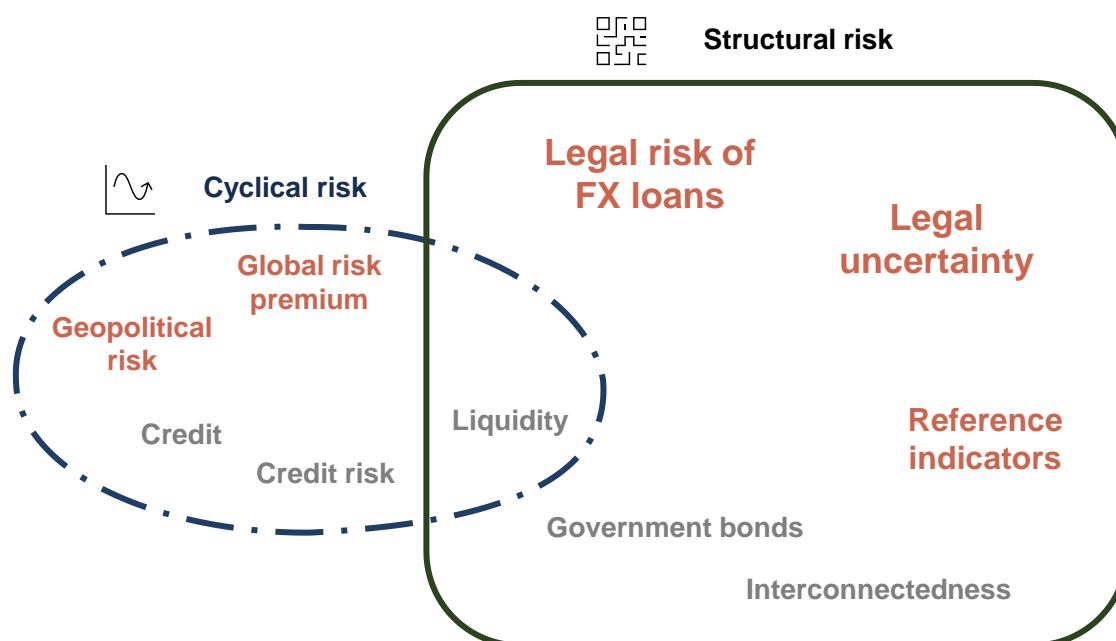 Structural risk
Legal risk of
FX loans
Cyclical risk
Legal
uncertainty
Global risk
premium
Geopolitical
risk
Credit
Liquidity
Reference
indicators
Credit risk
Government bonds
Interconnectedness